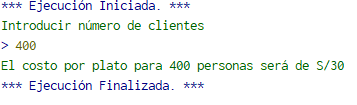 *** Ejecución Iniciada. ***
Introducir número de clientes
> 400
El costo por plato para 400 personas será de S/30
*** Ejecución Finalizada. ***